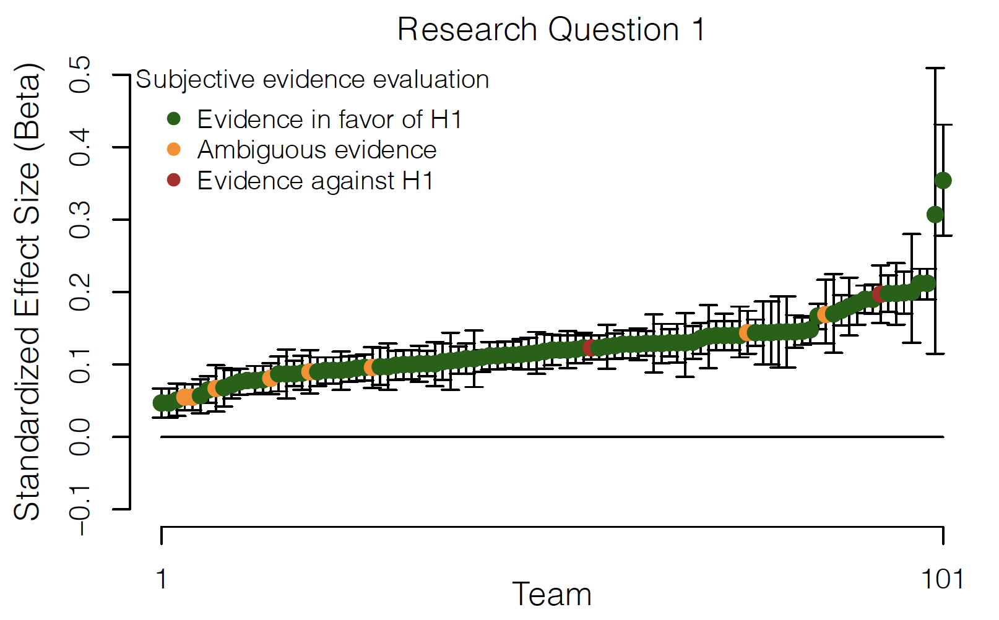 Research Question 1
Standardized Effect Size (Beta)
0.5
0.4
0.3
0.2
0.1
0.0
−0.1
Subjective evidence evaluation
Evidence in favor of H1
Ambiguous evidence
Evidence against H1
1
101
Team